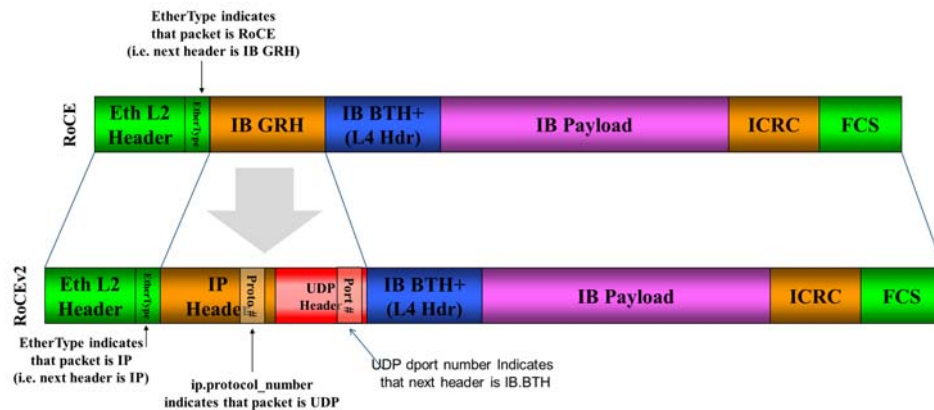 EtherType indicates
that packet is RoCE
(i.e. next header is IB GRH)
RoCE
Eth L2
Header
EtherType
IB GRH
IB BTH+
(L4 Hdr)
IB Payload
ICRC
FCS
RoCEv2
Eth L2
Header
EtherType
IP
Header
Proto.#
UDP
Header
Port #
IB BTH+
(L4 Hdr)
IB Payload
ICRC
FCS
EtherType indicates
that packet is IP
(i.e. next header is IP)
ip.protocol_number
indicates that packet is UDP
UDP dport number Indicates
that next header is IB.BTH